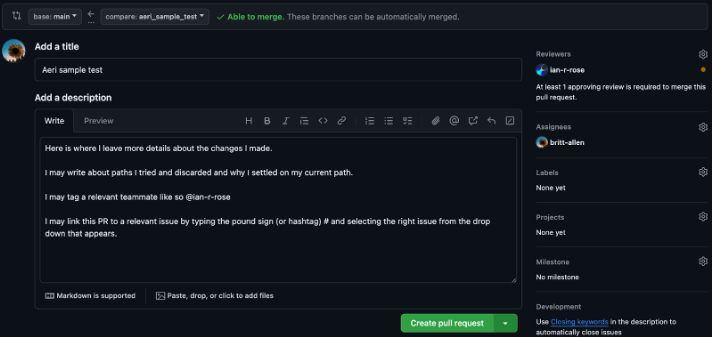 base: main
compare: aeri_sample_test
Able to merge. These branches can be automatically merged.
Add a title
Aeri sample test
Add a description
Write
Preview
Here is where I leave more details about the changes I made.
I may write about paths I tried and discarded and why I settled on my current path.
I may tag a relevant teammate like so @ian-r-rose
I may link this PR to a relevant issue by typing the pound sign (or hashtag) # and selecting the right issue from the drop
down that appears.
Markdown is supported
Paste, drop, or click to add files
Create pull request
Reviewers
ian-r-rose
At least 1 approving review is required to merge this
pull request.
Assignees
britt-allen
Labels
None yet
Projects
None yet
Milestone
No milestone
Development
Use Closing keywords in the description to
automatically close issues